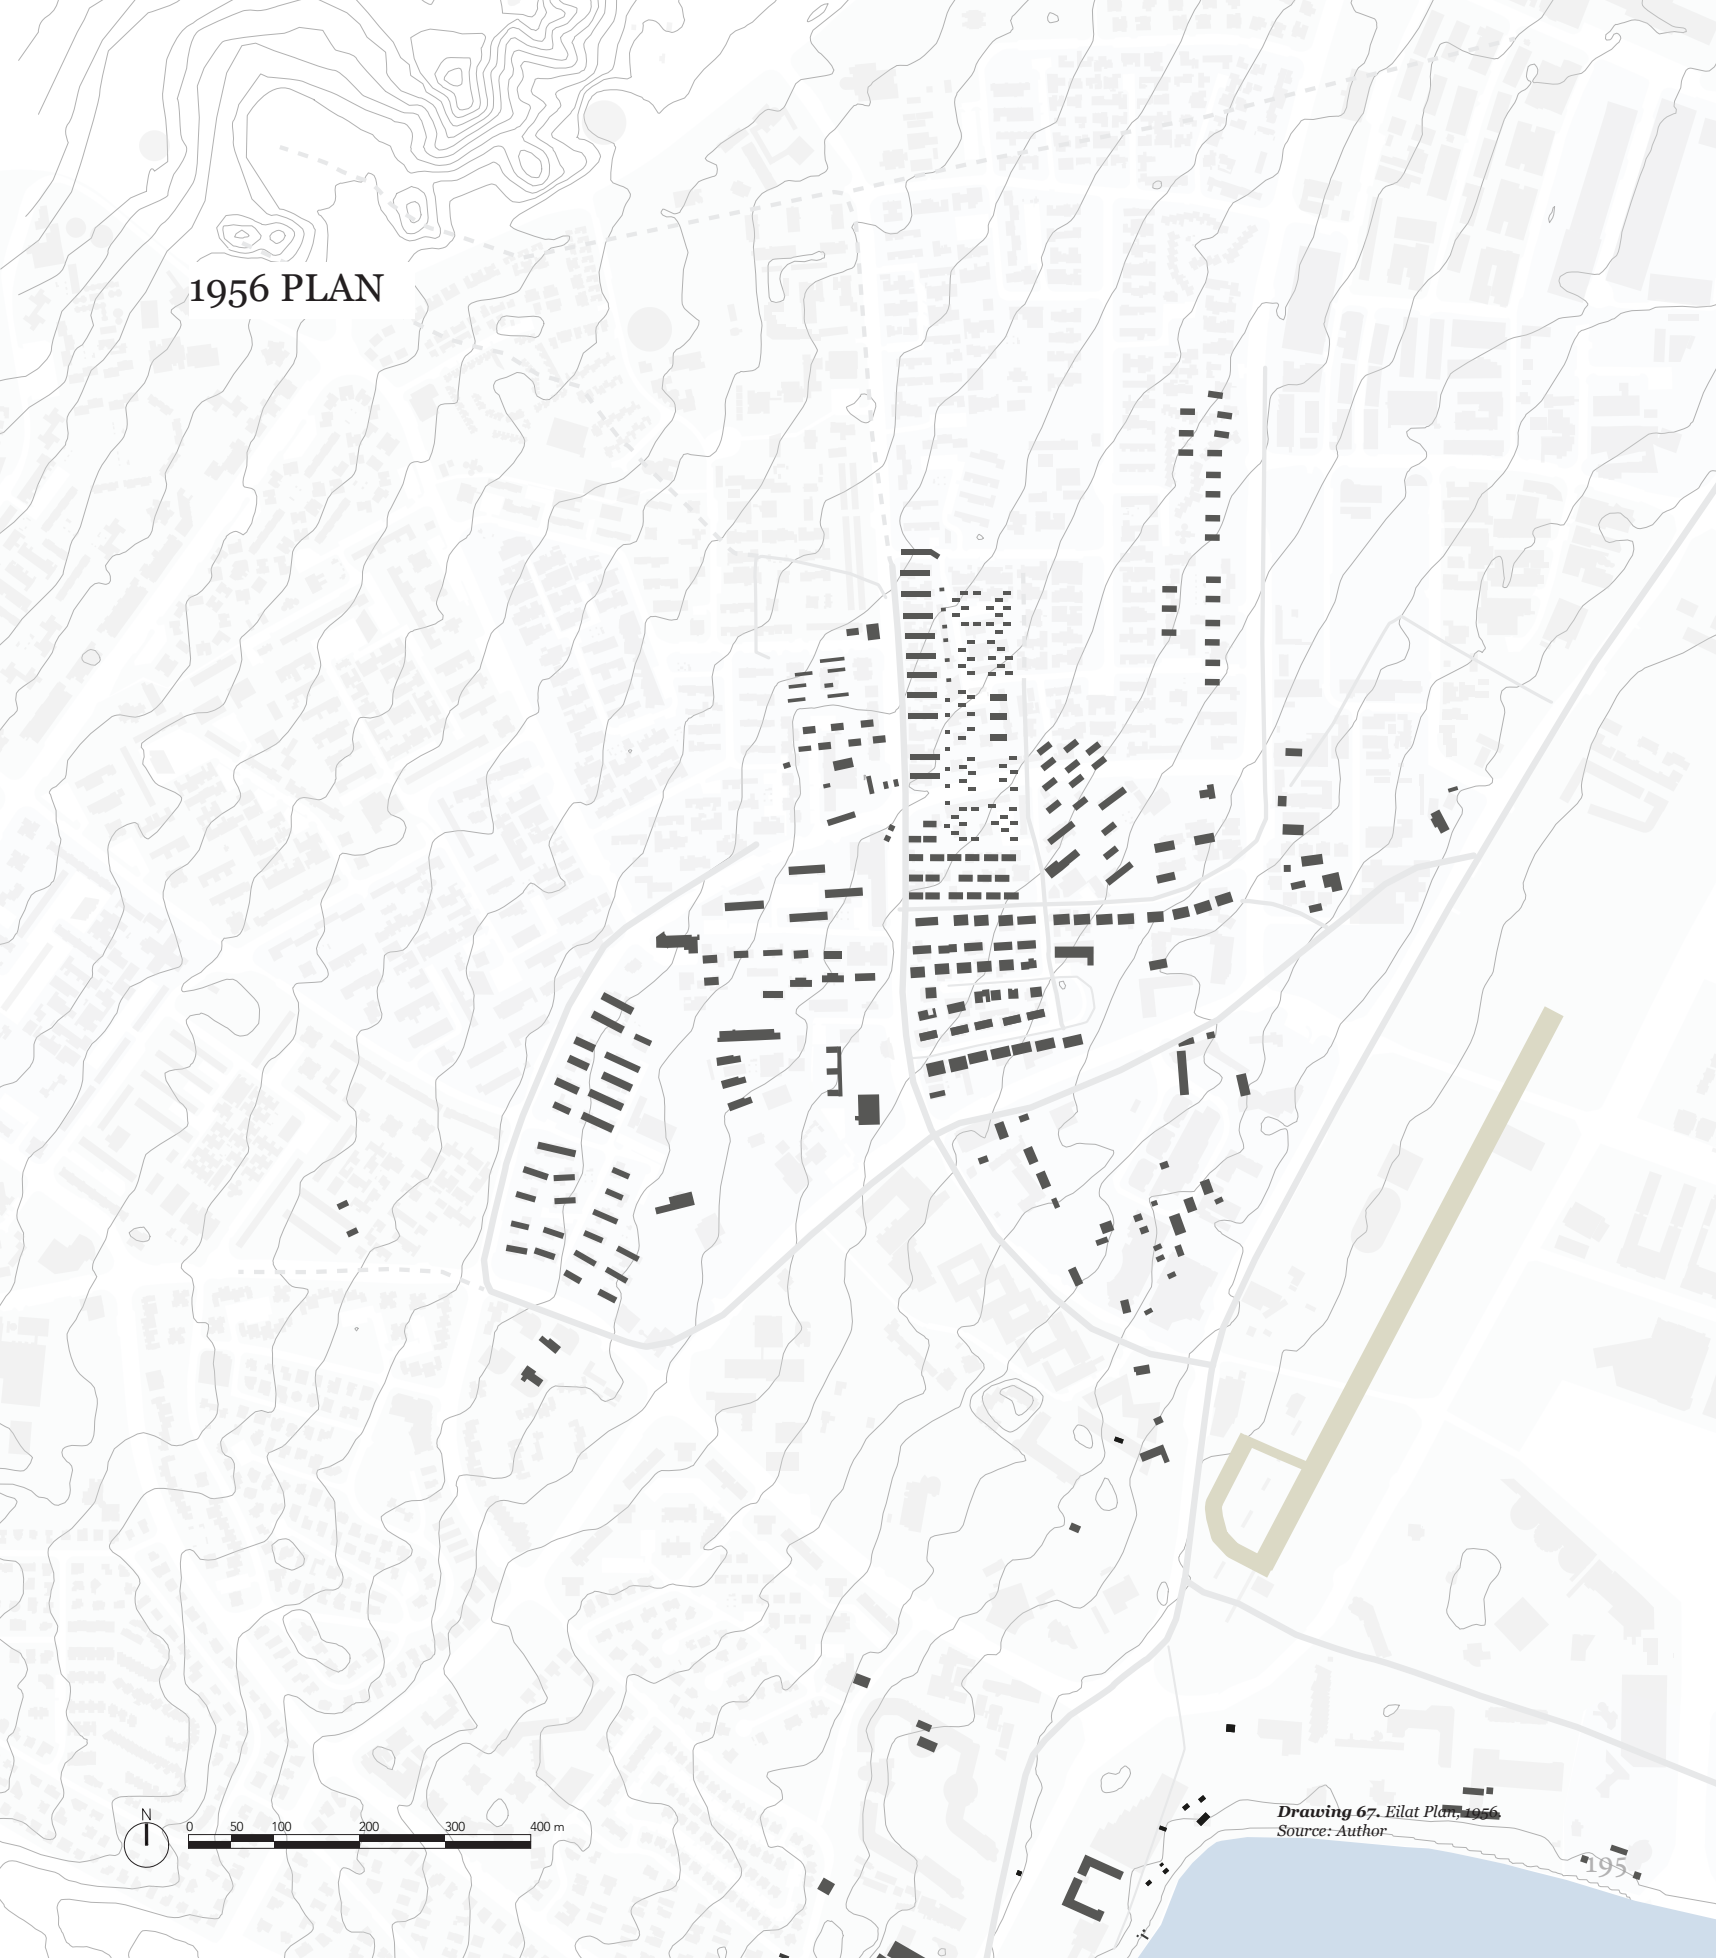 1956 PLAN
N
0 50 100 200 300 400 m
Drawing 67. Eilat Plan, 1956.
Source: Author
195